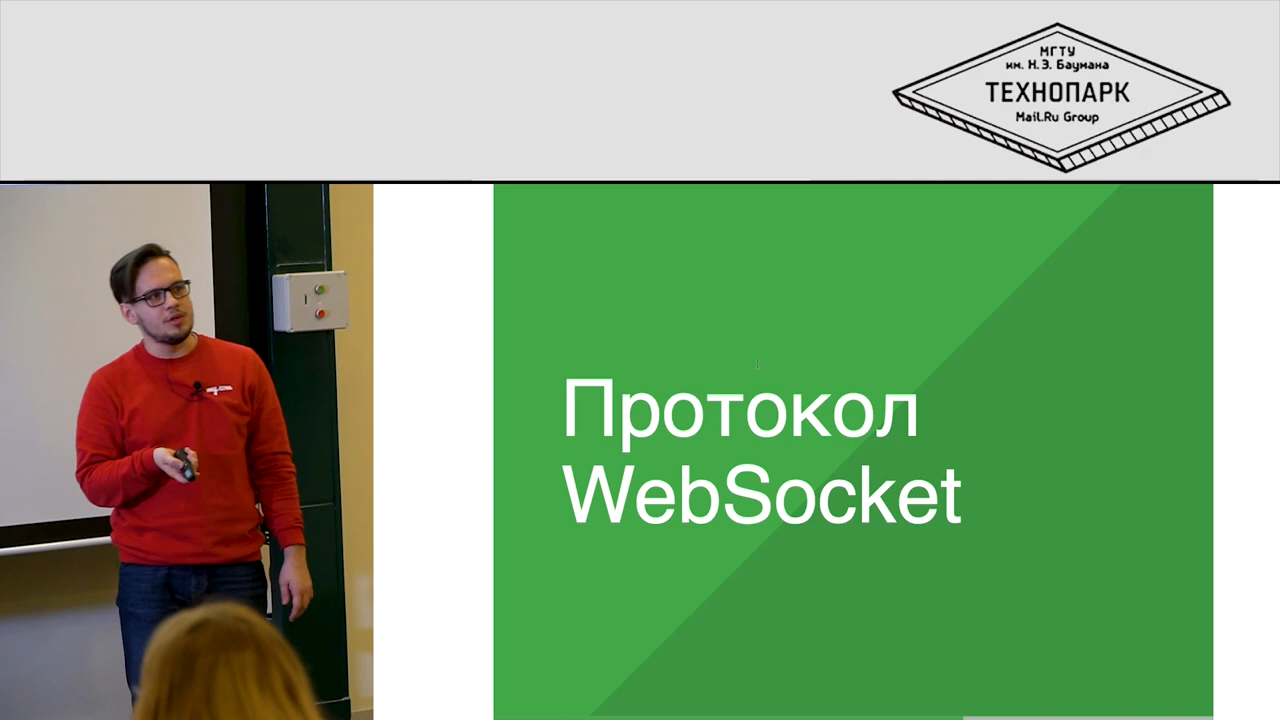 МГТУ
им. Н.Э. Баумана
ТЕХНОПАРК
Mail.Ru Group
Протокол
WebSocket